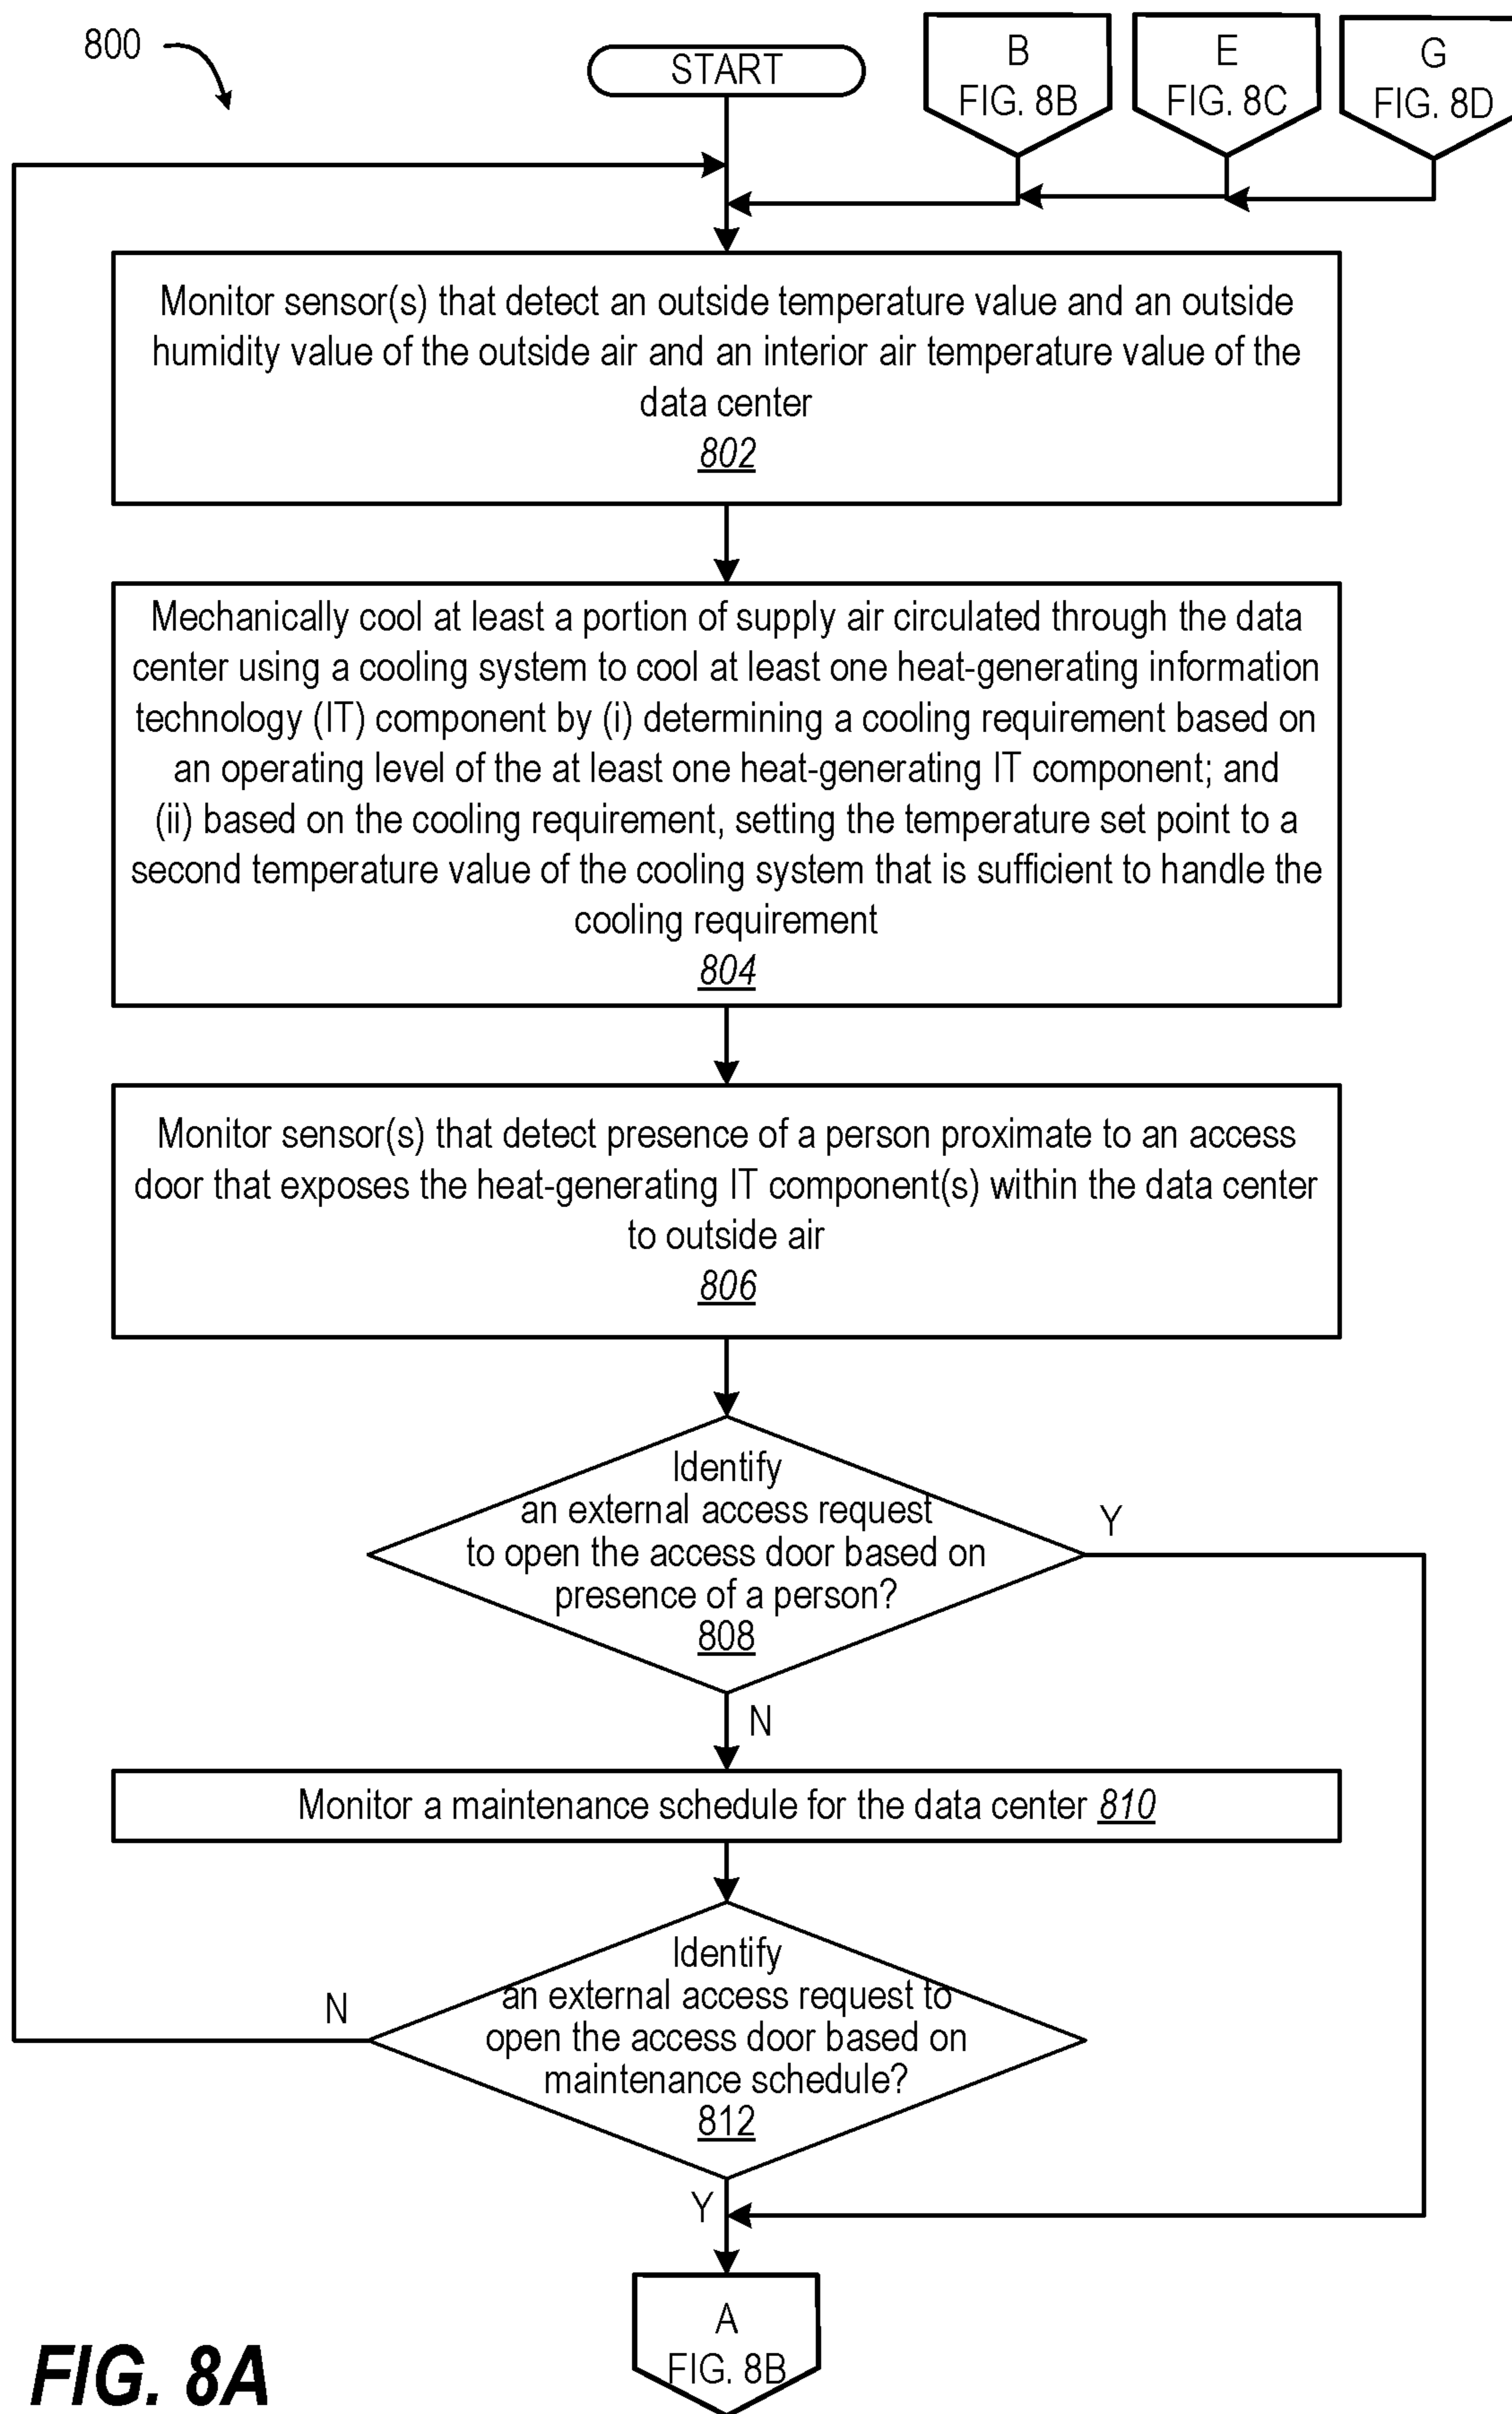 800
START
B
FIG. 8B
E
FIG. 8C
G
FIG. 8D
Monitor sensor(s) that detect an outside temperature value and an outside
humidity value of the outside air and an interior air temperature value of the
data center
802
Mechanically cool at least a portion of supply air circulated through the data
center using a cooling system to cool at least one heat-generating information
technology (IT) component by (i) determining a cooling requirement based on
an operating level of the at least one heat-generating IT component; and
(ii) based on the cooling requirement, setting the temperature set point to a
second temperature value of the cooling system that is sufficient to handle the
cooling requirement
804
Monitor sensor(s) that detect presence of a person proximate to an access
door that exposes the heat-generating IT component(s) within the data center
to outside air
806
Identify
an external access request
to open the access door based on
presence of a person?
808
Y
N
Monitor a maintenance schedule for the data center 810
Identify
an external access request to
open the access door based on
maintenance schedule?
812
N
Y
A
FIG. 8B
FIG. 8A